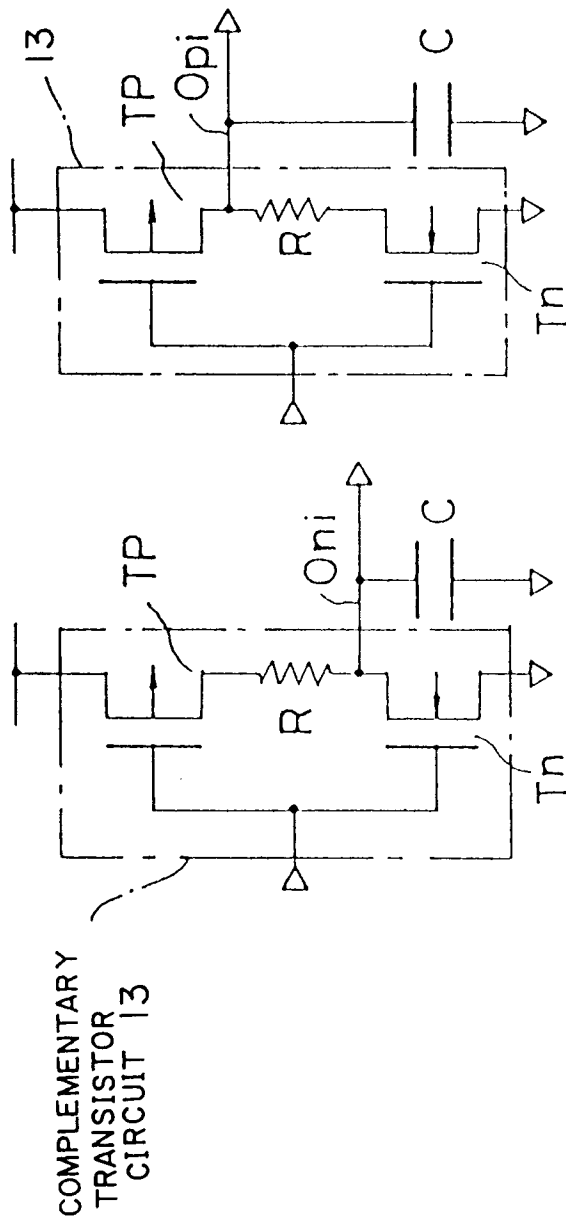 COMPLEMENTARY
TRANSISTOR
CIRCUIT 13
TP
R
Oni
C
Tn
13
TP
Opi
R
C
Tn